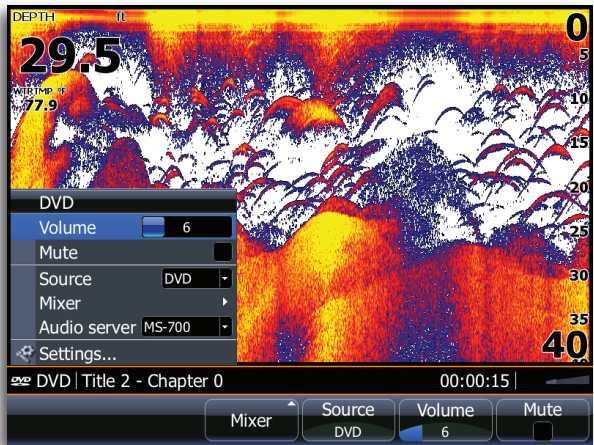 DEPTH ft
29.5
WTRTMP °F
77.9
0
5
10
15
20
25
30
35
40
DVD
Volume 6
Mute
Source DVD
Mixer
Audio server MS-700
Settings...
DVD Title 2 - Chapter 0 00:00:15
Mixer
Source
DVD
Volume
6
Mute